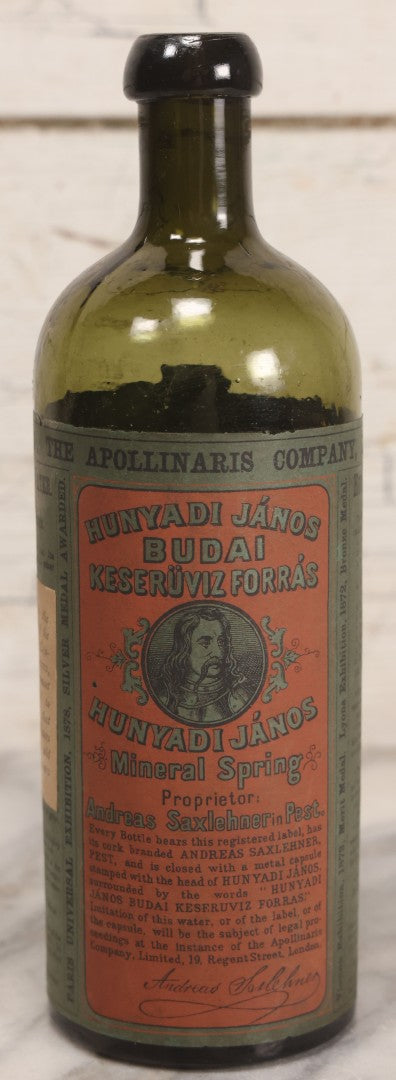 THE APOLLINARIS COMPANY,
HUNYADI JÁNOS
BUDAI
KESERÜVIZ FORRÁS
HUNYADI JÁNOS
Mineral Spring
Proprietor:
Andreas Saxlehner in Pest.
Every Bottle bears this registered label, has
its cork branded ANDREAS SAXLEHNER,
PEST, and is closed with a metal capsule
stamped with the head of HUNYADI JÁNOS,
surrounded by the words "HUNYADI
JÁNOS BUDAI KESERUVIZ FORRAS."
Imitation of this water, or of the label, or of
the capsule, will be the subject of legal pro-
ceedings at the instance of the Apollinaris
Company, Limited, 19, Regent Street, London.
Andreas Saxlehner
PARIS UNIVERSAL EXHIBITION, 1878, SILVER MEDAL AWARDED.
Exhibition, 1873, Merit Medal Lyons Exhibition, 1872, Bronze Medal.